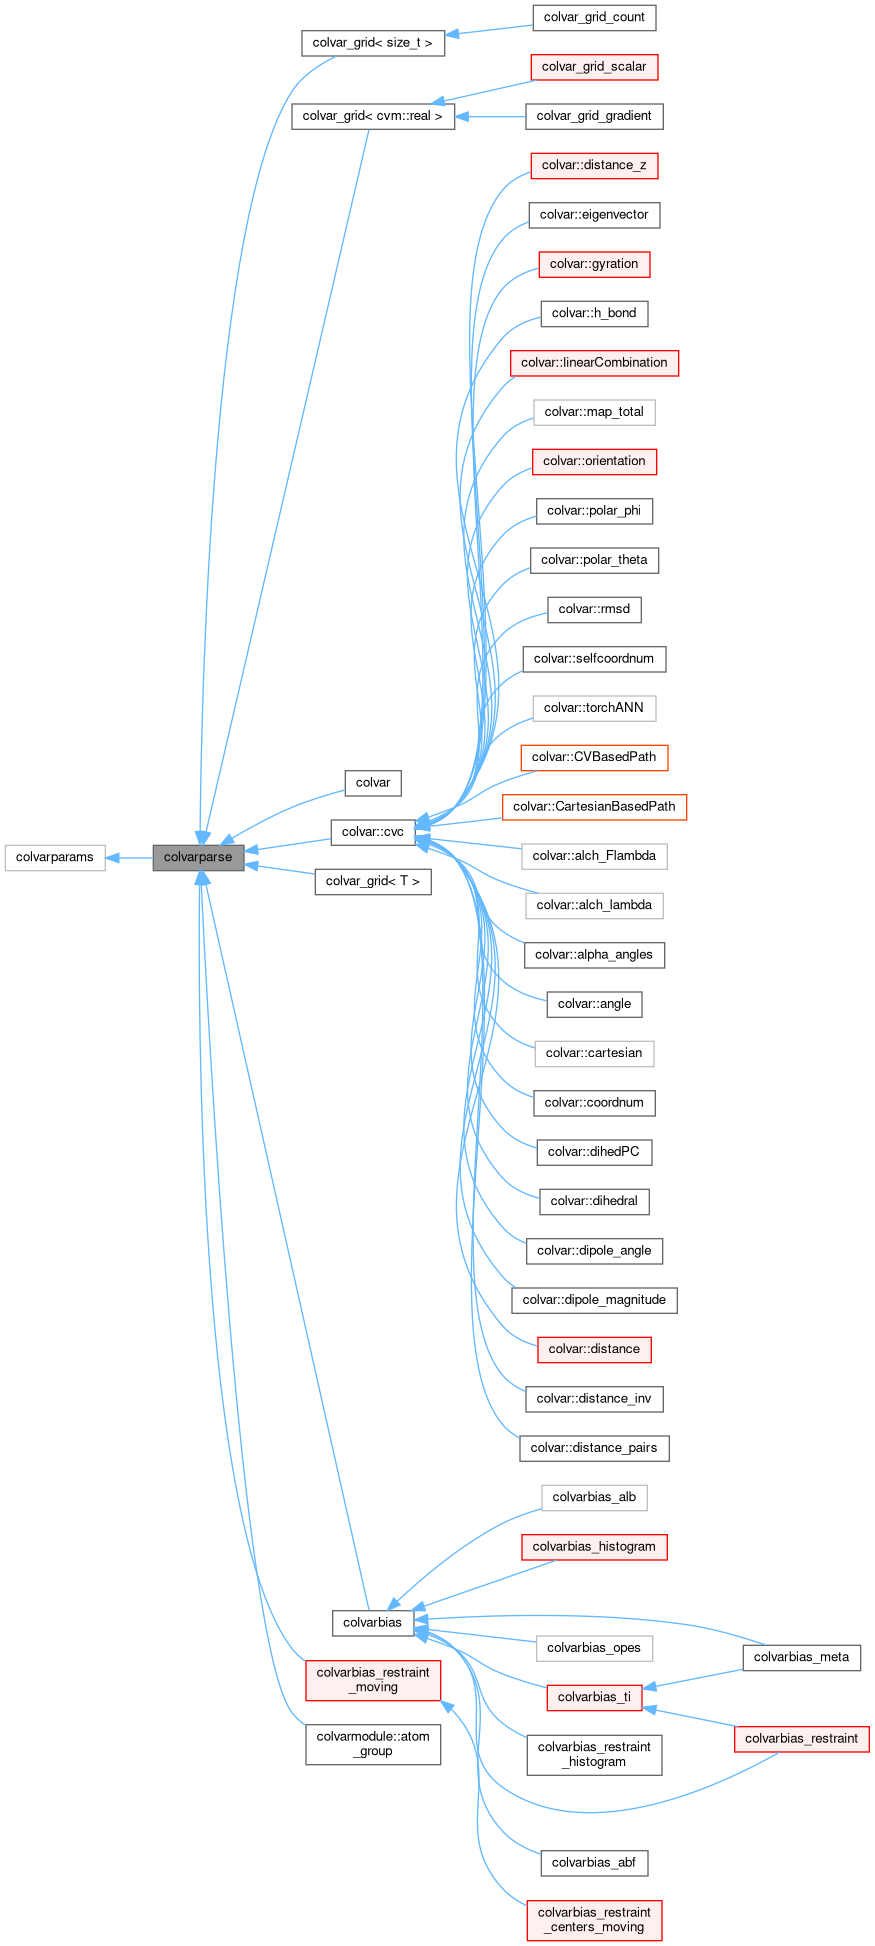 colvar_grid_count
colvar_grid< size_t >
colvar_grid_scalar
colvar_grid< cvm::real >
colvar_grid_gradient
colvar::distance_z
colvar::eigenvector
colvar::gyration
colvar::h_bond
colvar::linearCombination
colvar::map_total
colvar::orientation
colvar::polar_phi
colvar::polar_theta
colvar::rmsd
colvar::selfcoordnum
colvar::torchANN
colvar::CVBasedPath
colvar
colvar::CartesianBasedPath
colvar::cvc
colvarparams
colvarparse
colvar::alch_Flambda
colvar_grid< T >
colvar::alch_lambda
colvar::alpha_angles
colvar::angle
colvar::cartesian
colvar::coordnum
colvar::dihedPC
colvar::dihedral
colvar::dipole_angle
colvar::dipole_magnitude
colvar::distance
colvar::distance_inv
colvar::distance_pairs
colvarbias_alb
colvarbias_histogram
colvarbias
colvarbias_opes
colvarbias_meta
colvarbias_restraint
_moving
colvarbias_ti
colvarmodule::atom
_group
colvarbias_restraint
_histogram
colvarbias_restraint
colvarbias_abf
colvarbias_restraint
_centers_moving